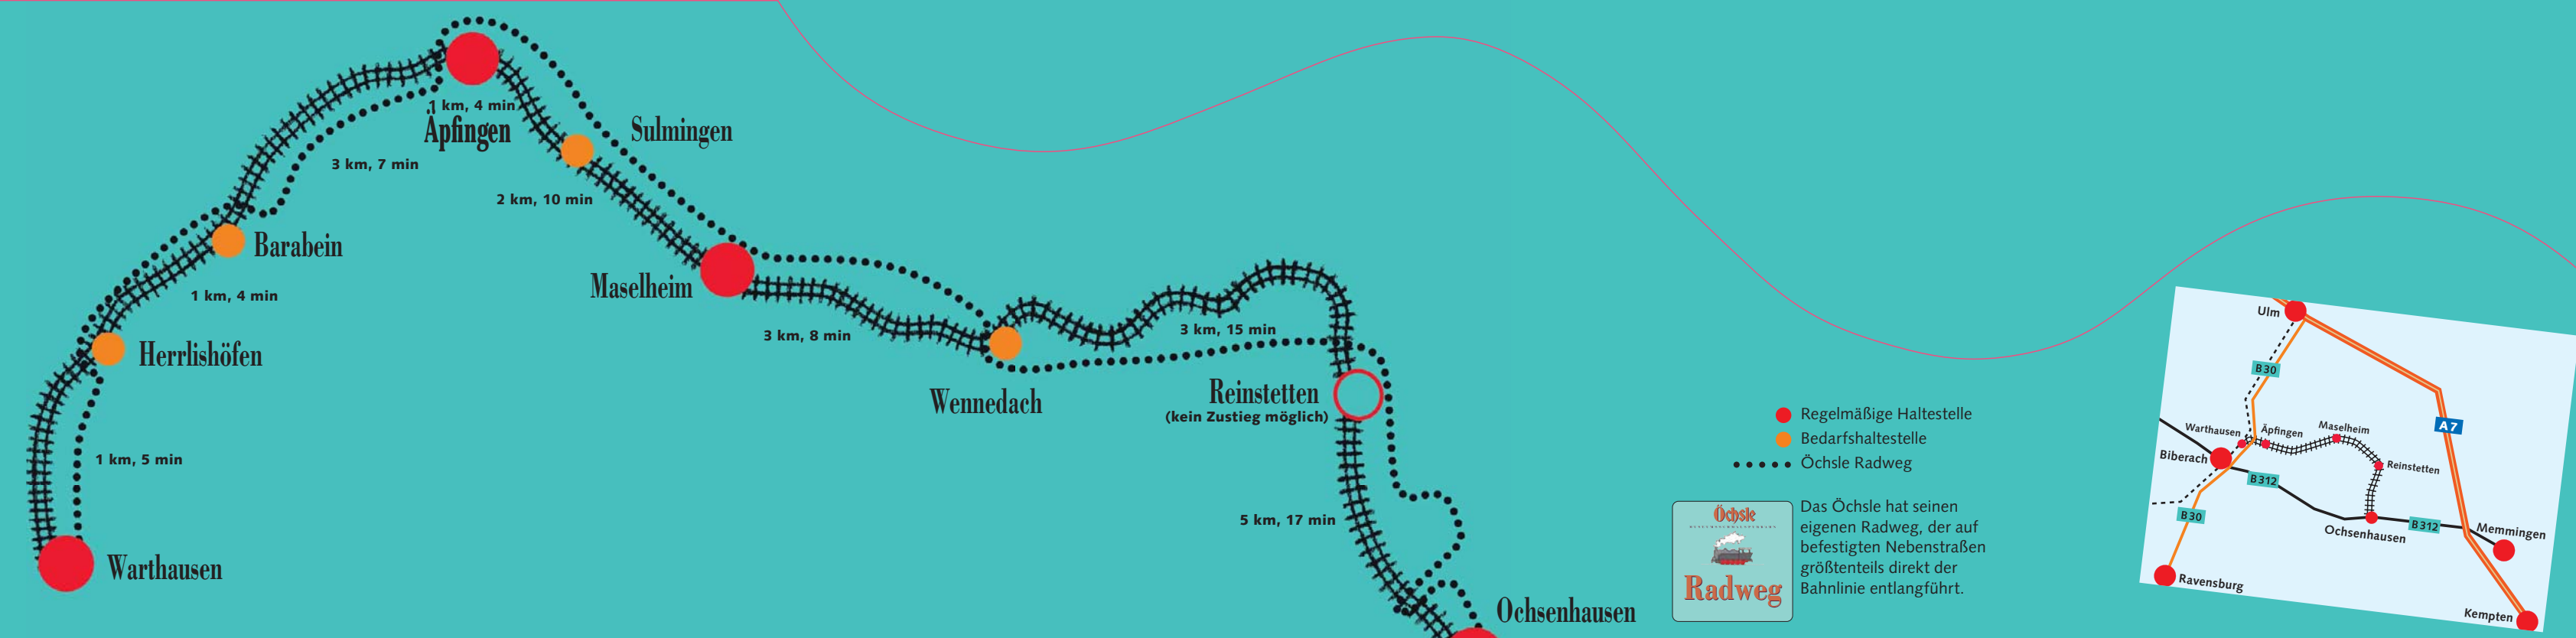 1 km, 4 min
Äpfingen
Sulmingen
3 km, 7 min
2 km, 10 min
Barabein
1 km, 4 min
Maselheim
Herrlishöfen
3 km, 8 min
3 km, 15 min
Wennedach
Reinstetten
(kein Zustieg möglich)
1 km, 5 min
5 km, 17 min
Warthausen
Ochsenhausen
Regelmäßige Haltestelle
Bedarfshaltestelle
Öchsle Radweg
Öchsle
Radweg
Das Öchsle hat seinen
eigenen Radweg, der auf
befestigten Nebenstraßen
größtenteils direkt der
Bahnlinie entlangführt.
Ulm
B30
A7
Warthausen
Äpfingen
Maselheim
Biberach
Reinstetten
B312
B30
Ochsenhausen
B312
Memmingen
Ravensburg
Kempten